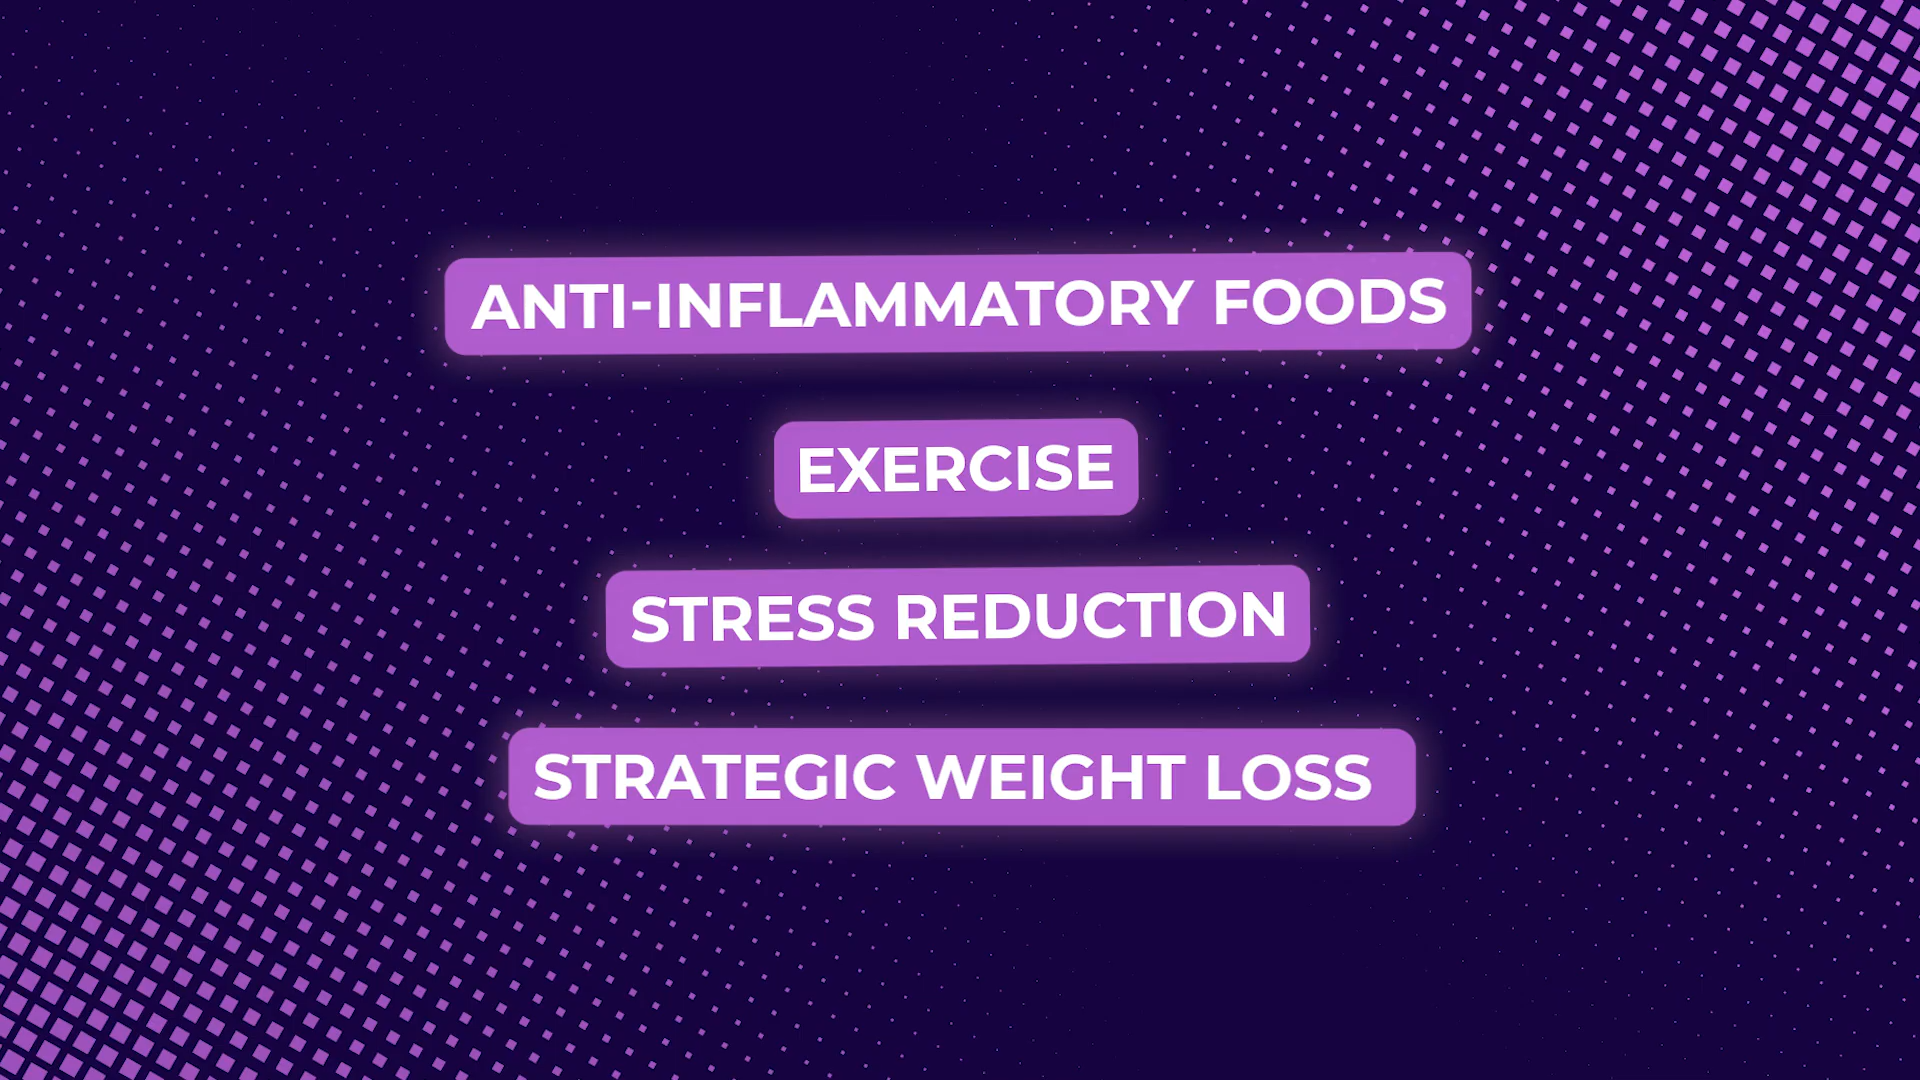 ANTI-INFLAMMATORY FOODS
EXERCISE
STRESS REDUCTION
STRATEGIC WEIGHT LOSS